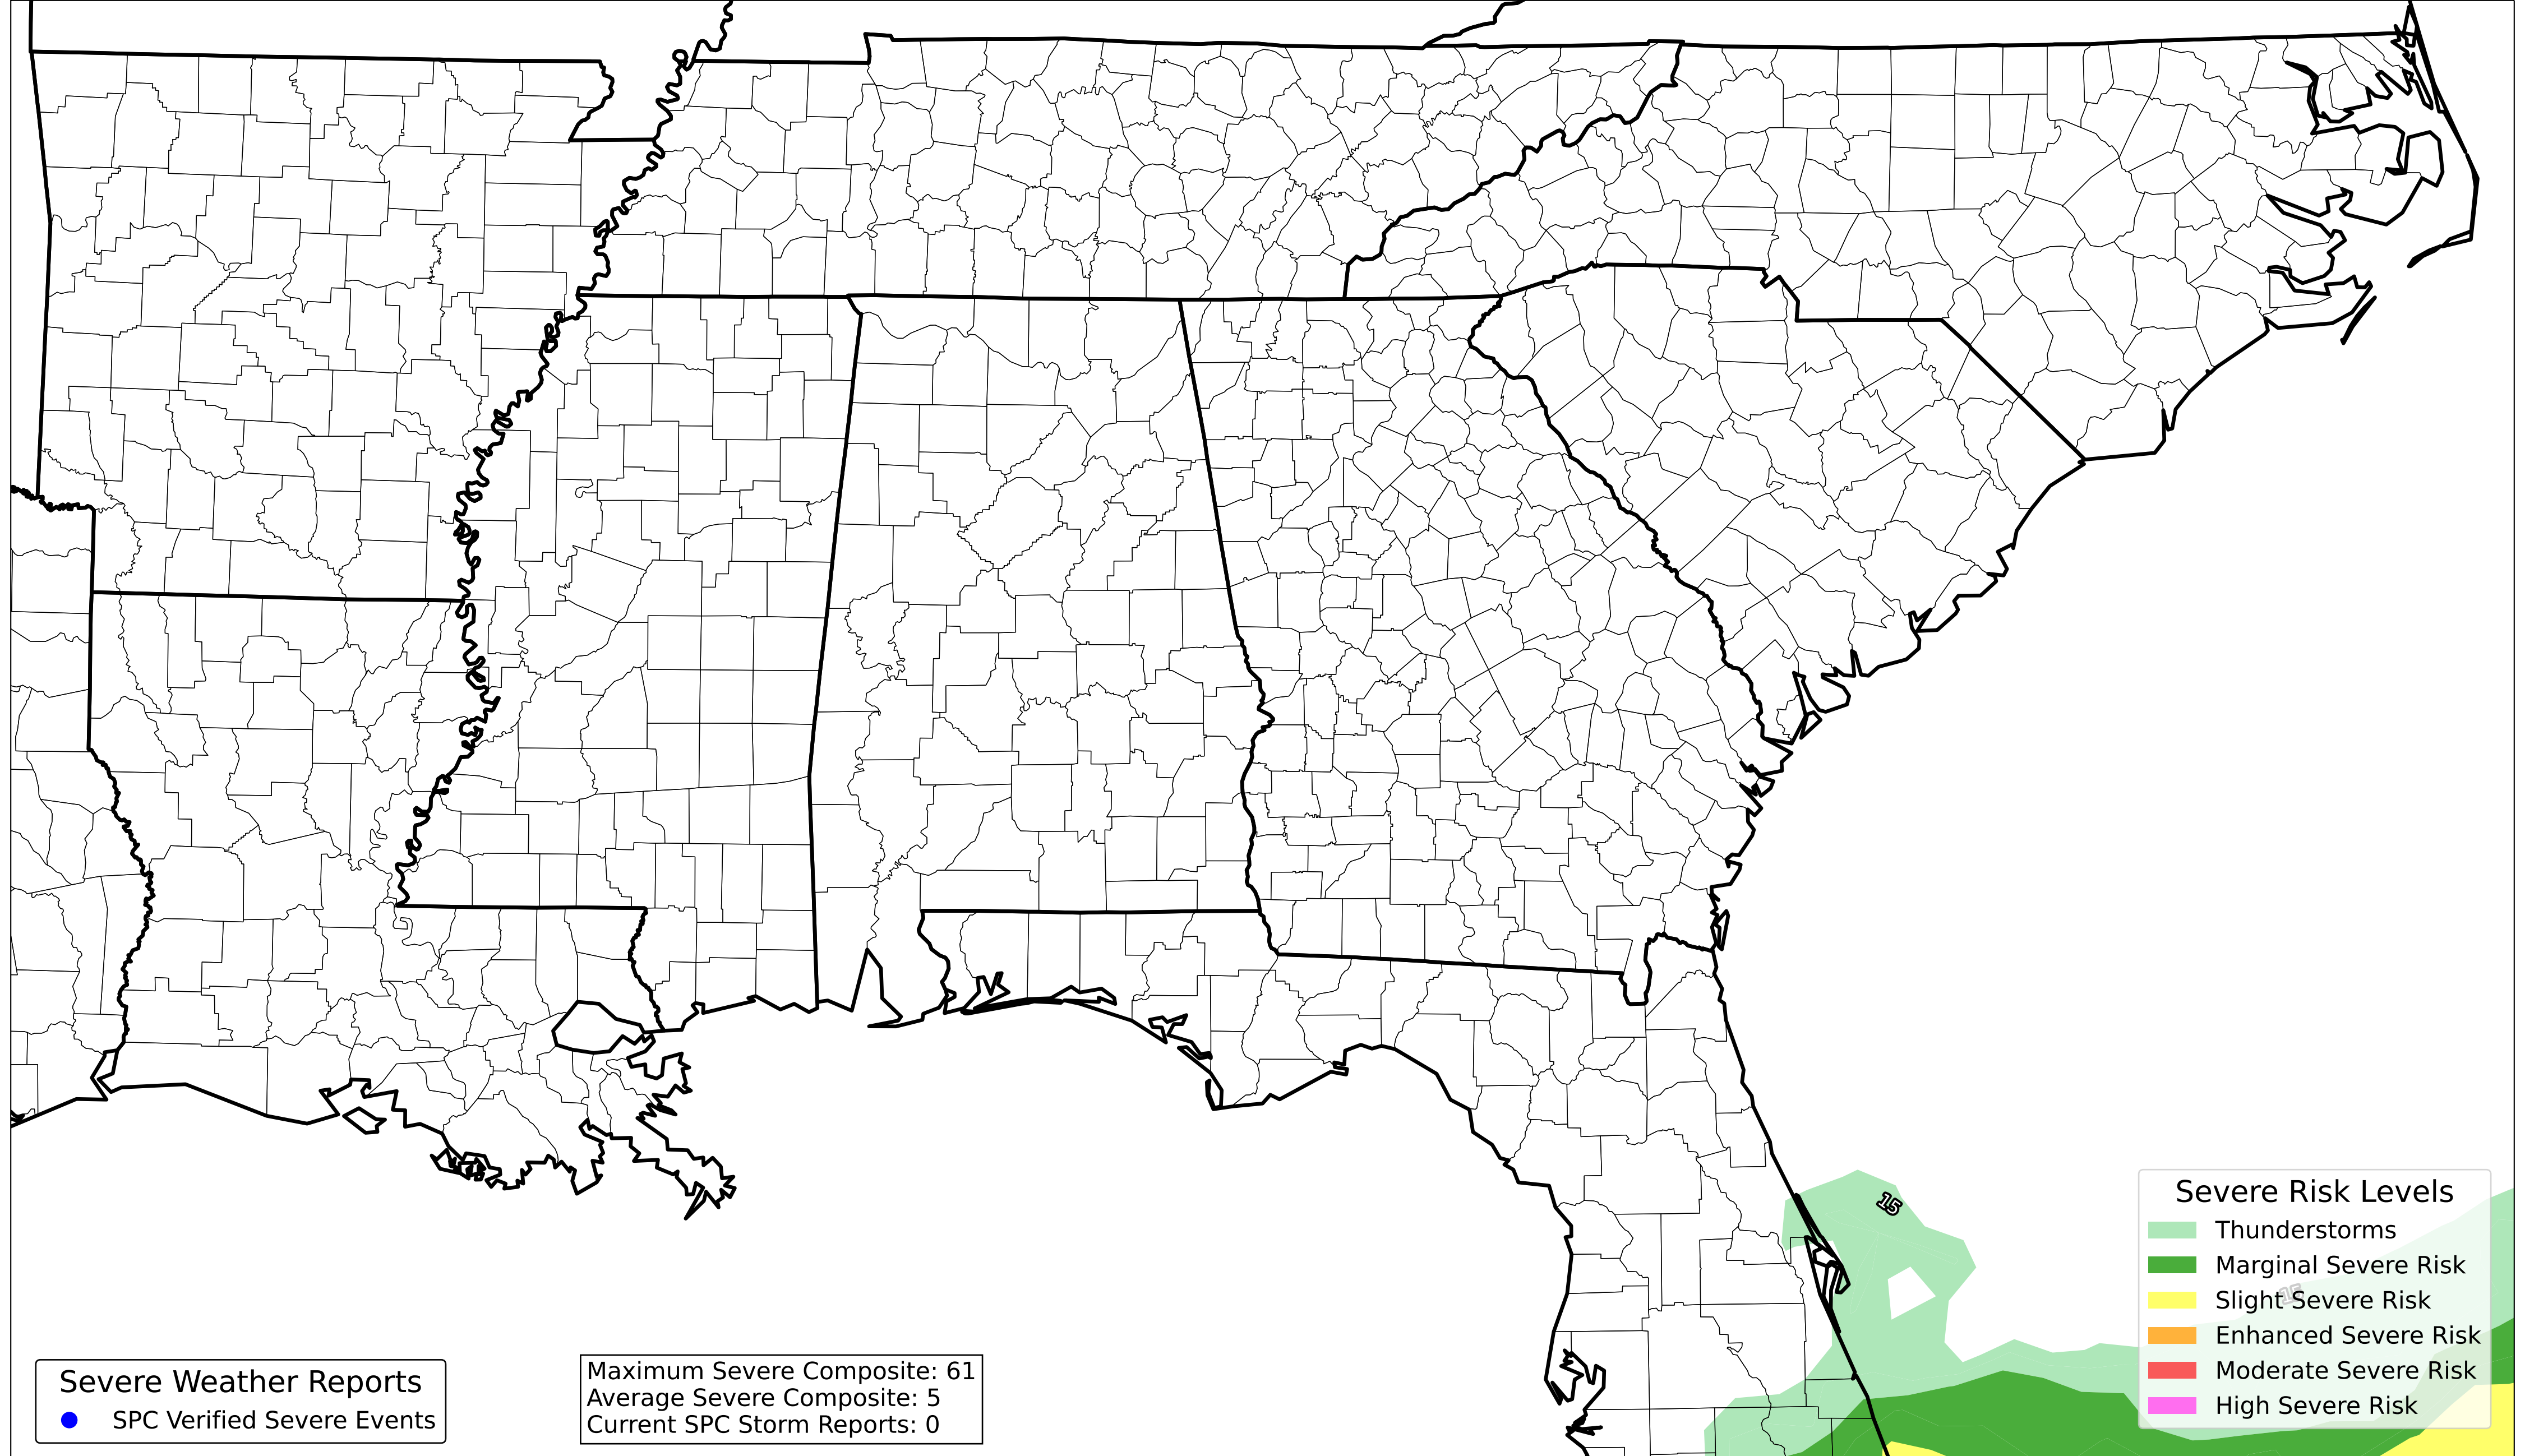 15
Severe Risk Levels
Thunderstorms
Marginal Severe Risk
15
Slight Severe Risk
Enhanced Severe Risk
Moderate Severe Risk
High Severe Risk
Severe Weather Reports
SPC Verified Severe Events
Maximum Severe Composite: 61
Average Severe Composite: 5
Current SPC Storm Reports: 0